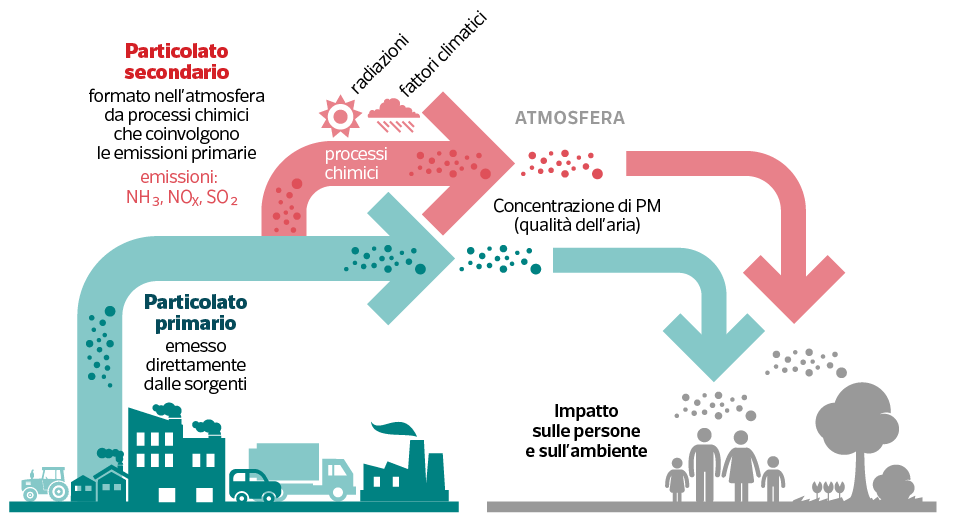 Particolato
secondario
formato nell'atmosfera
da processi chimici
che coinvolgono
le emissioni primarie
emissioni:
NH₃, NOₓ, SO₂
radiazioni
fattori climatici
processi
chimici
ATMOSFERA
Concentrazione di PM
(qualità dell'aria)
Particolato
primario
emesso
direttamente
dalle sorgenti
Impatto
sulle persone
e sull'ambiente